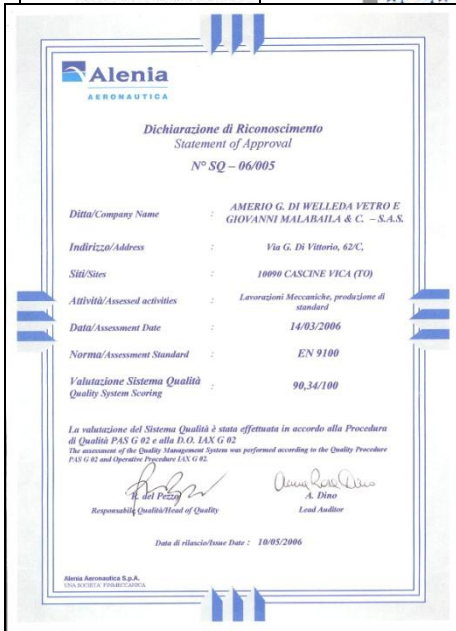 Alenia
AERONAUTICA
Dichiarazione di Riconoscimento
Statement of Approval
N° SQ – 06/005
Ditta/Company Name : AMERIO G. DI WELLEDA VETRO E
GIOVANNI MALABAILA & C. – S.A.S.
Indirizzo/Address : Via G. Di Vittorio, 62/C,
Siti/Sites : 10090 CASCINE VICA (TO)
Attività/Assessed activities : Lavorazioni Meccaniche, produzione di
standard
Data/Assessment Date : 14/03/2006
Norma/Assessment Standard : EN 9100
Valutazione Sistema Qualità
Quality System Scoring : 90,34/100
La valutazione del Sistema Qualità è stata effettuata in accordo alla Procedura
di Qualità PAS G 02 e alla D.O. IAX G 02
The assessment of the Quality Management System was performed according to the Quality Procedure
PAS G 02 and Operative Procedure IAX G 02.
R. del Pezzo
Responsabile Qualità/Head of Quality
A. Dino
Lead Auditor
Data di rilascio/Issue Date : 10/05/2006
Alenia Aeronautica S.p.A.
UNA SOCIETA' FINMECCANICA